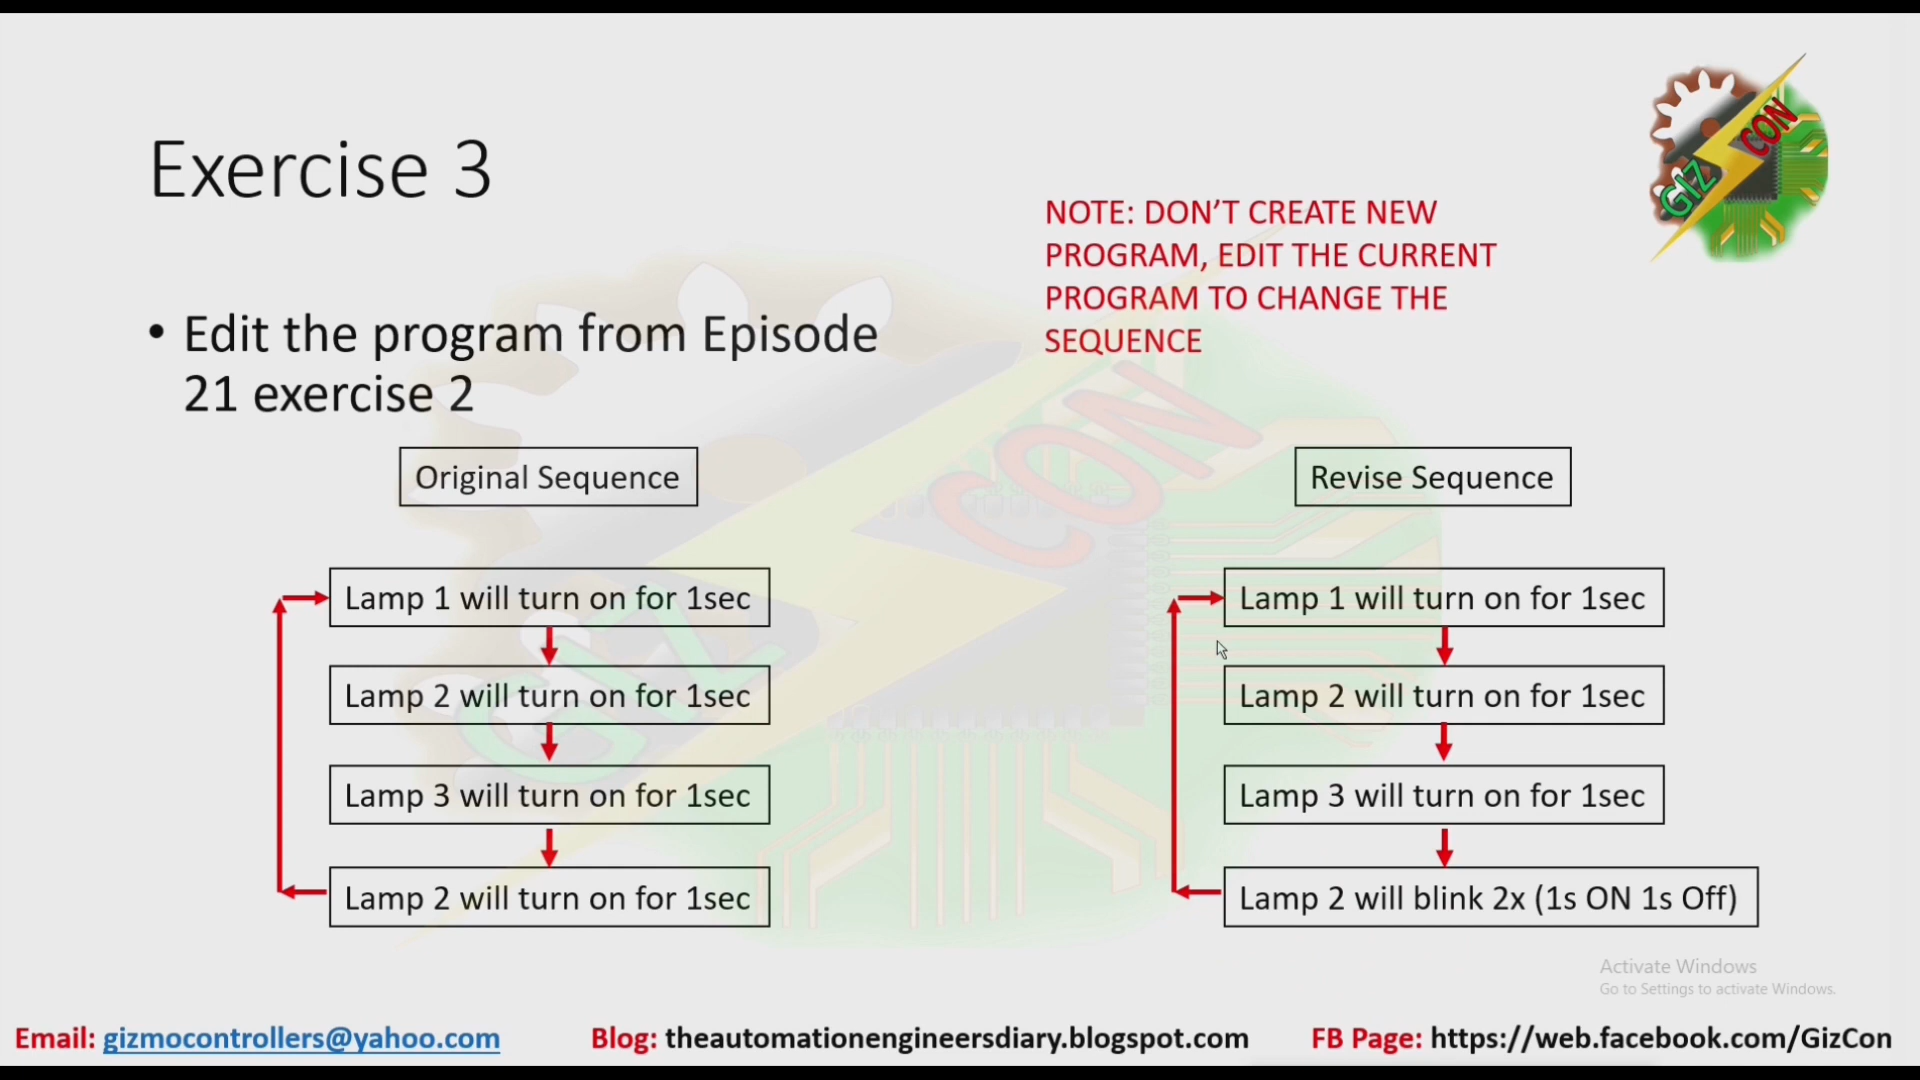 Exercise 3
GIZ CON
NOTE: DON'T CREATE NEW
PROGRAM, EDIT THE CURRENT
PROGRAM TO CHANGE THE
SEQUENCE
• Edit the program from Episode
21 exercise 2
Original Sequence
Lamp 1 will turn on for 1sec
Lamp 2 will turn on for 1sec
Lamp 3 will turn on for 1sec
Lamp 2 will turn on for 1sec
Revise Sequence
Lamp 1 will turn on for 1sec
Lamp 2 will turn on for 1sec
Lamp 3 will turn on for 1sec
Lamp 2 will blink 2x (1s ON 1s Off)
GIZ CON
Activate Windows
Go to Settings to activate Windows.
Email: gizmocontrollers@yahoo.com Blog: theautomationengineersdiary.blogspot.com FB Page: https://web.facebook.com/GizCon